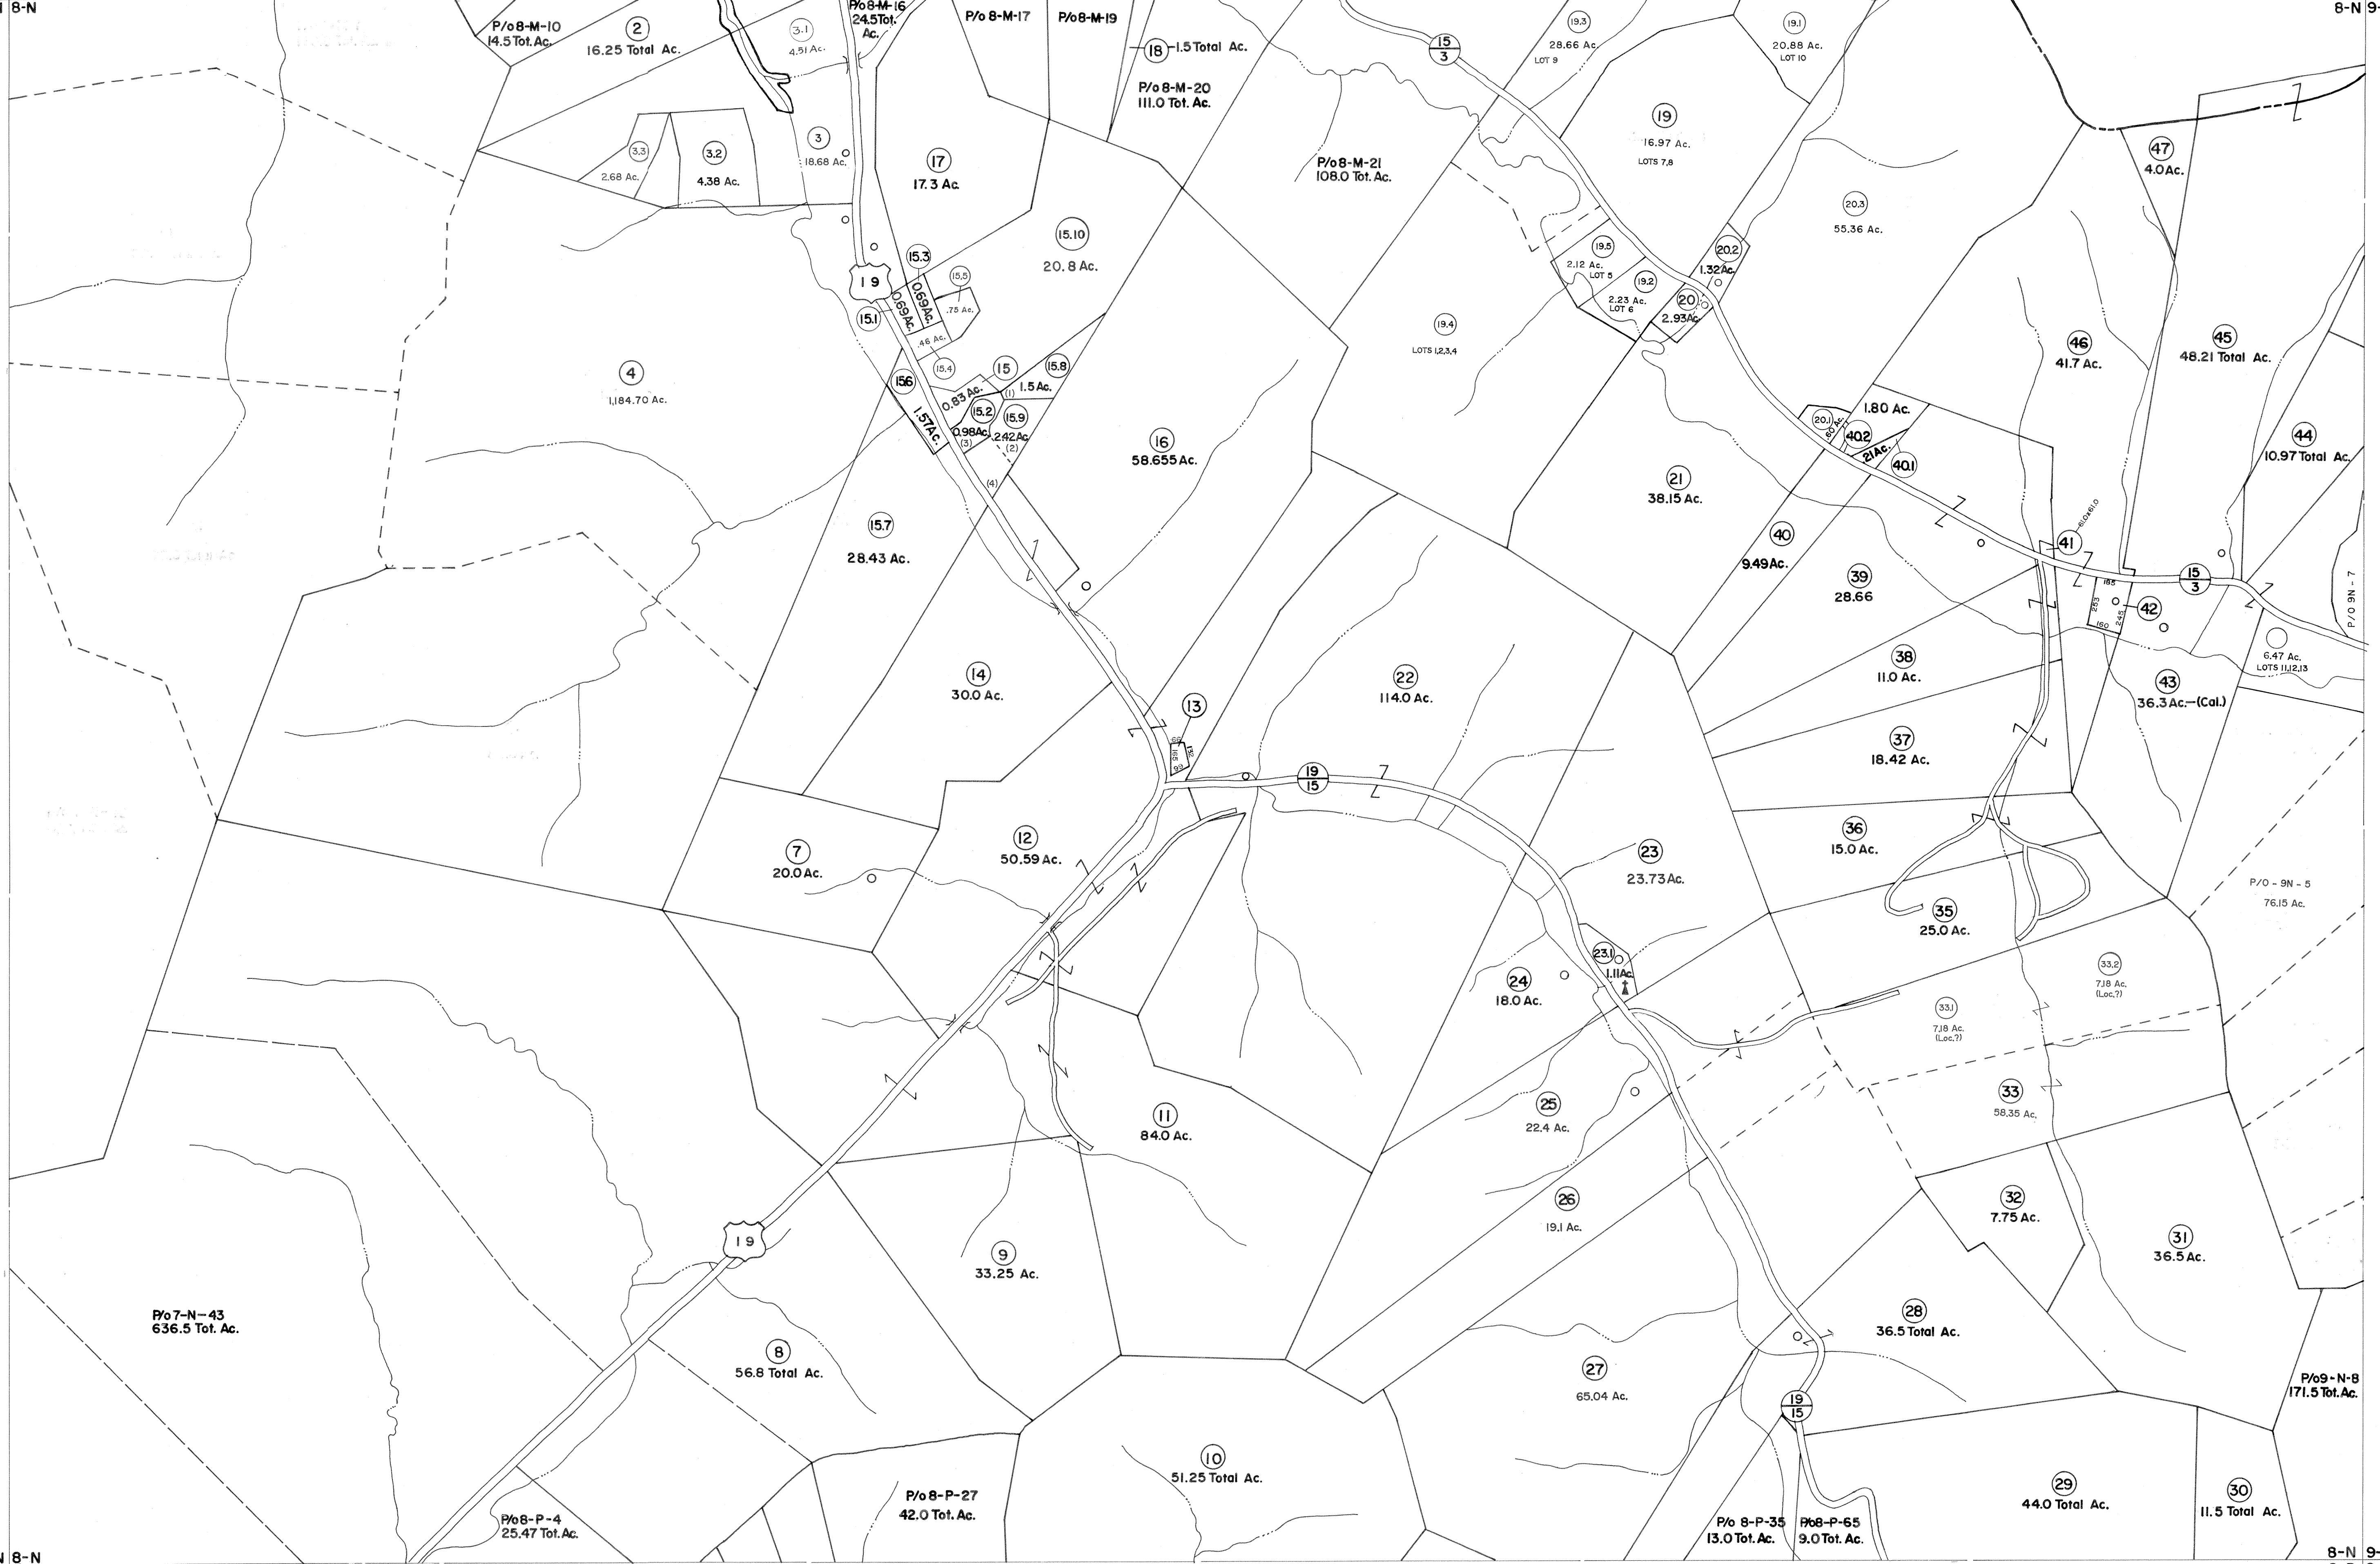 8-N
8-N 9-
P/o 8-M-10
14.5 Tot. Ac.
2
16.25 Total Ac.
3.1
4.51 Ac.
P/o 8-M-16
24.5 Tot.
Ac.
P/o 8-M-17
P/o 8-M-19
18
1.5 Total Ac.
P/o 8-M-20
111.0 Tot. Ac.
15
3
19.3
28.66 Ac.
LOT 9
19.1
20.88 Ac.
LOT 10
3.3
2.68 Ac.
3.2
4.38 Ac.
3
18.68 Ac.
17
17.3 Ac.
P/o 8-M-21
108.0 Tot. Ac.
19
16.97 Ac.
LOTS 7,8
47
4.0 Ac.
20.3
55.36 Ac.
15.10
20.8 Ac.
15.3
0.69 Ac.
15.5
.75 Ac.
19
15.1
0.69 Ac.
.46 Ac.
15.4
19.5
2.12 Ac.
LOT 5
19.2
2.23 Ac.
LOT 6
20.2
1.32 Ac.
20
2.93 Ac.
19.4
LOTS 1,2,3,4
46
41.7 Ac.
45
48.21 Total Ac.
4
1,184.70 Ac.
15.6
1.57 Ac.
15
0.83 Ac.
15.8
1.5 Ac.
(1)
15.2
0.98 Ac.
(3)
15.9
2.42 Ac.
(2)
(4)
16
58.655 Ac.
20.1
.60 Ac.
1.80 Ac.
40.2
.21 Ac.
40.1
44
10.97 Total Ac.
21
38.15 Ac.
15.7
28.43 Ac.
40
9.49 Ac.
39
28.66
41
61.0x61.0
15
3
185
253
245
160
42
P/O 9N - 7
6.47 Ac.
LOTS 11,12,13
14
30.0 Ac.
22
114.0 Ac.
38
11.0 Ac.
43
36.3 Ac.-(Cal.)
13
99
165
132
66
19
15
37
18.42 Ac.
7
20.0 Ac.
12
50.59 Ac.
23
23.73 Ac.
36
15.0 Ac.
35
25.0 Ac.
P/O - 9N - 5
76.15 Ac.
23.1
1.11 Ac.
24
18.0 Ac.
33.2
7.18 Ac.
(Loc.?)
33.1
7.18 Ac.
(Loc.?)
11
84.0 Ac.
25
22.4 Ac.
33
58.35 Ac.
26
19.1 Ac.
32
7.75 Ac.
31
36.5 Ac.
19
9
33.25 Ac.
P/o 7-N-43
636.5 Tot. Ac.
8
56.8 Total Ac.
28
36.5 Total Ac.
27
65.04 Ac.
P/o 9-N-8
171.5 Tot. Ac.
19
15
10
51.25 Total Ac.
P/o 8-P-4
25.47 Tot. Ac.
P/o 8-P-27
42.0 Tot. Ac.
P/o 8-P-35
13.0 Tot. Ac.
P/o 8-P-65
9.0 Tot. Ac.
29
44.0 Total Ac.
30
11.5 Total Ac.
8-N
8-N 9-